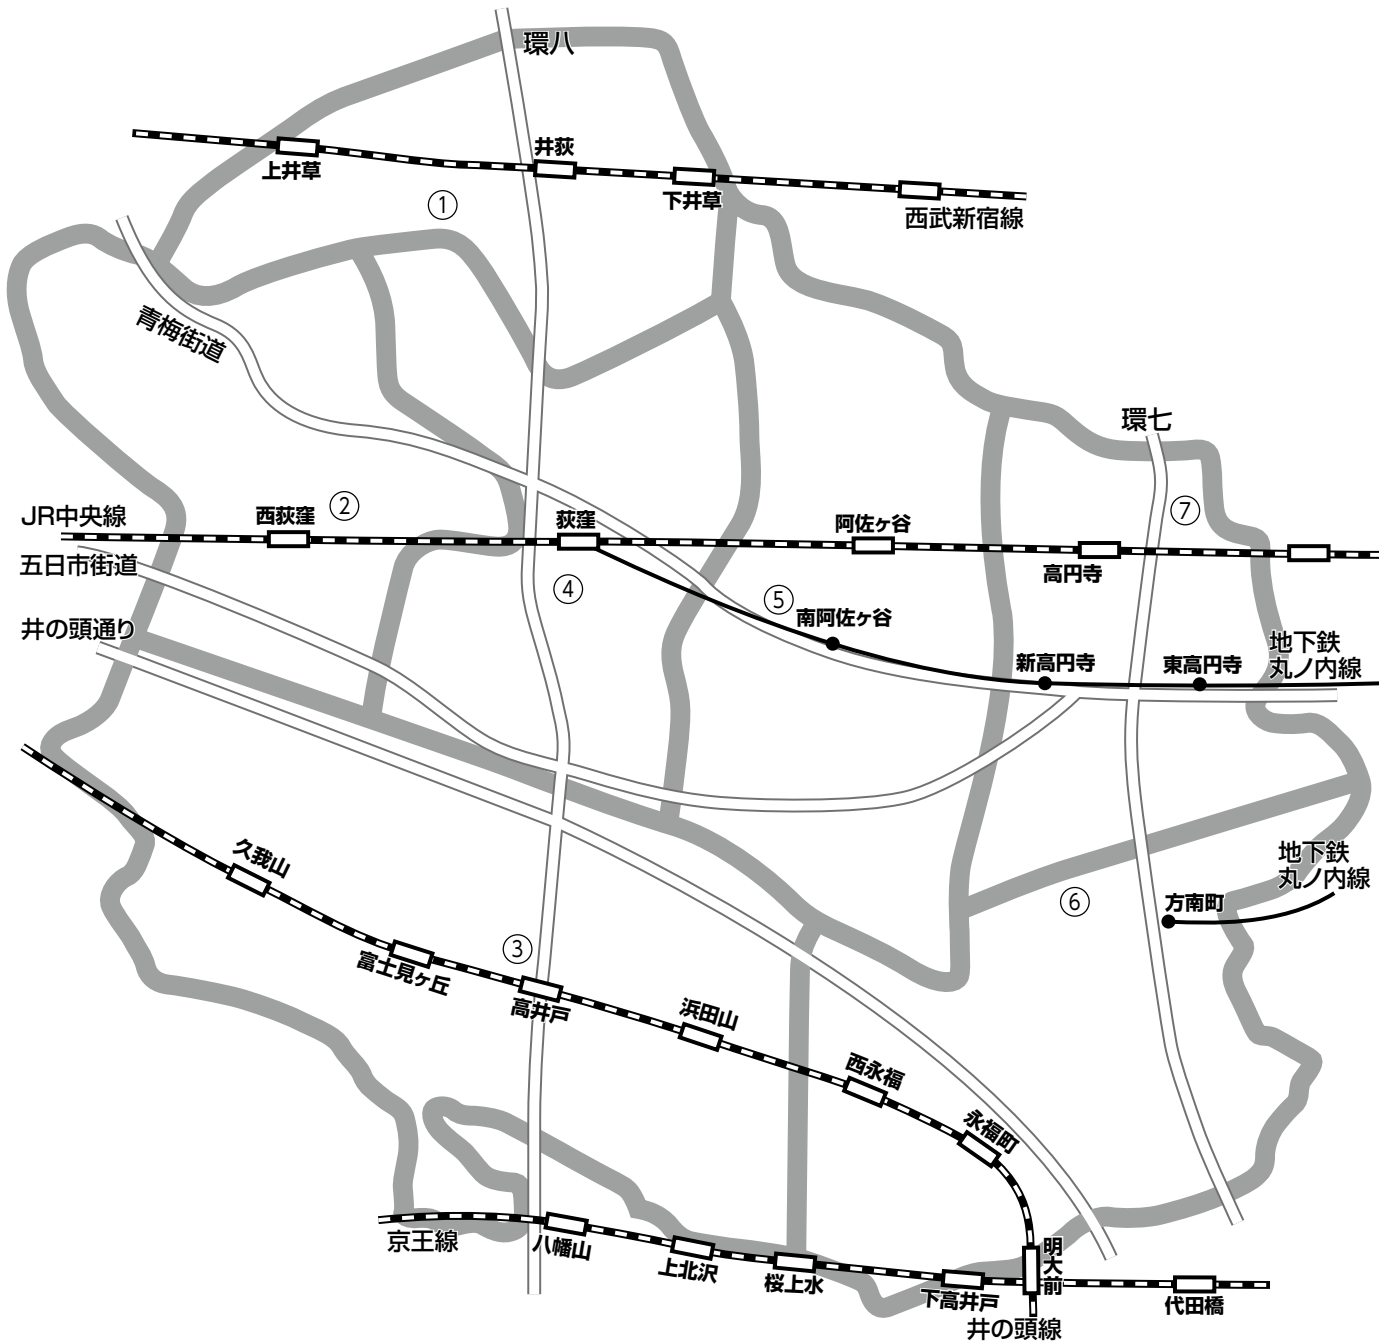 環八
上井草
井荻
下井草
西武新宿線
①
青梅街道
環七
JR中央線
西荻窪
②
荻窪
阿佐ヶ谷
⑦
高円寺
五日市街道
④
⑤
南阿佐ヶ谷
井の頭通り
新高円寺
東高円寺
地下鉄
丸ノ内線
久我山
地下鉄
丸ノ内線
⑥
方南町
③
富士見ヶ丘
高井戸
浜田山
西永福
永福町
京王線
八幡山
上北沢
桜上水
下高井戸
明大前
代田橋
井の頭線